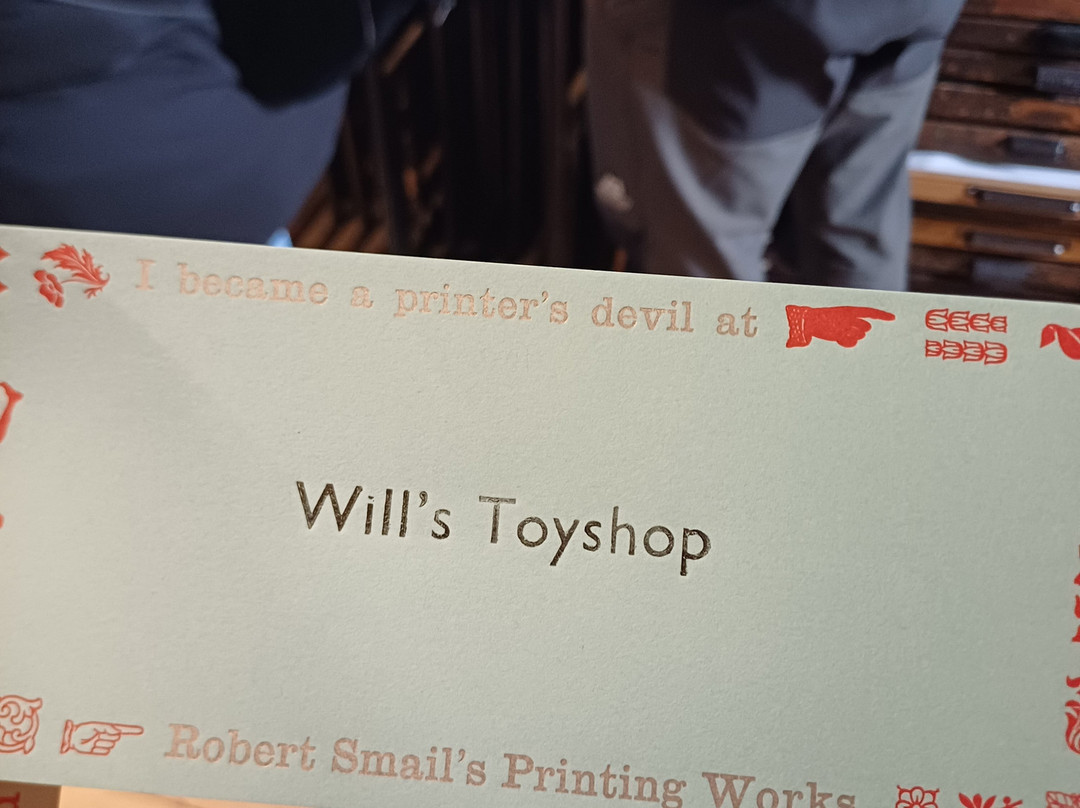 I became a printer's devil at
Will's Toyshop
Robert Smail's Printing Works